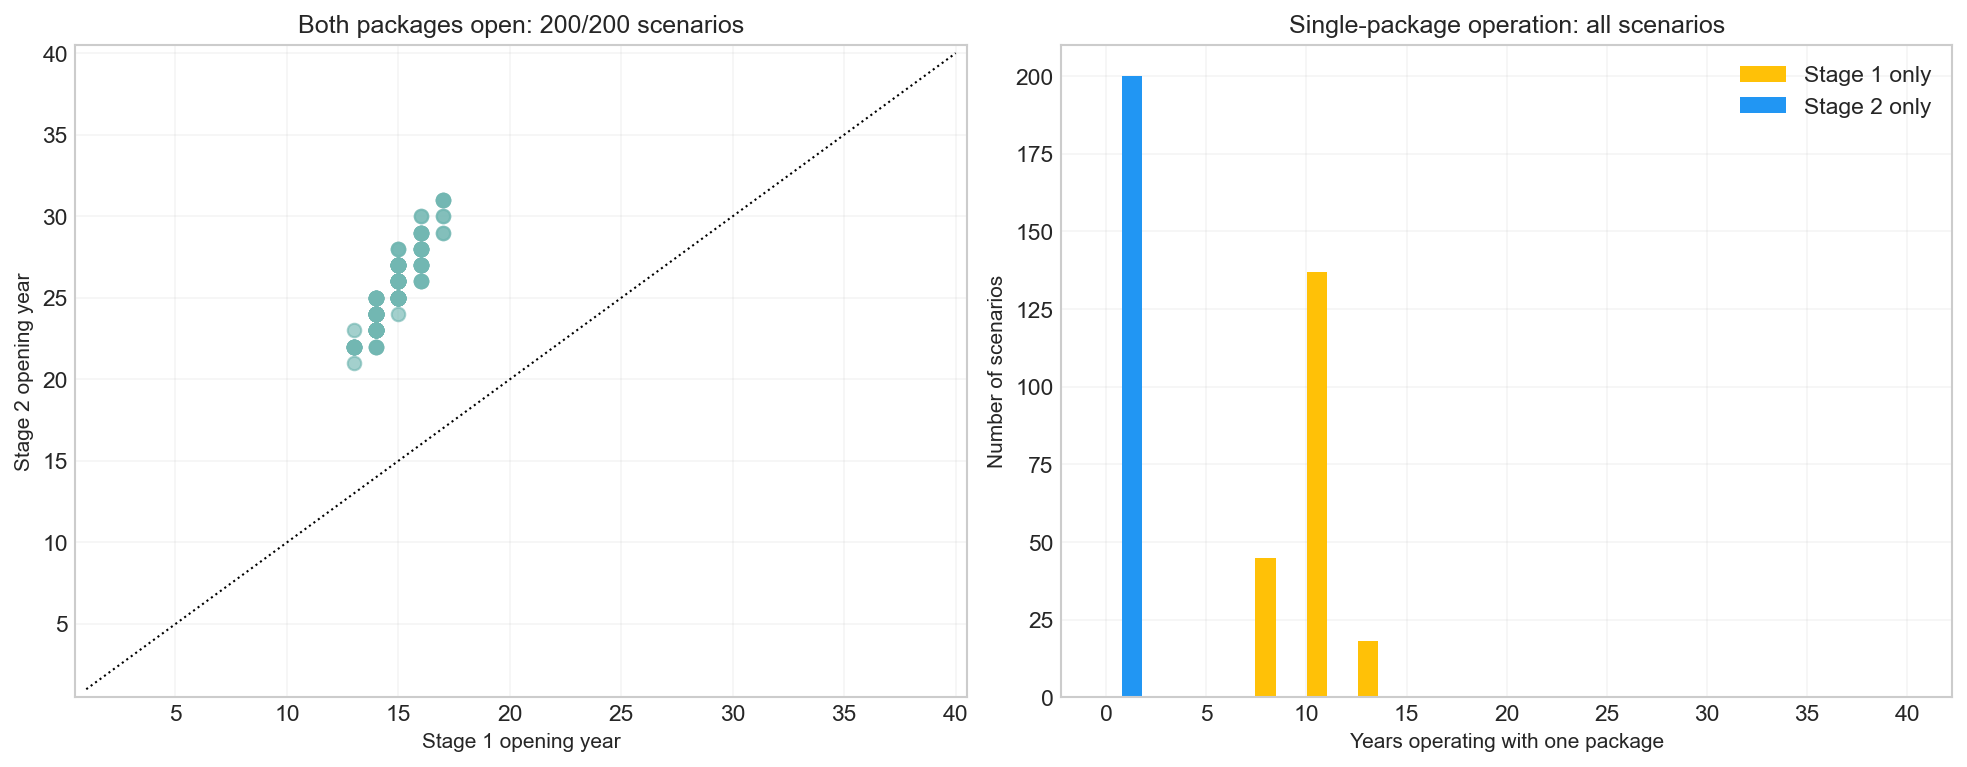 Both packages open: 200/200 scenarios
40
35
30
25
20
15
10
5
Stage 2 opening year
5 10 15 20 25 30 35 40
Stage 1 opening year
Single-package operation: all scenarios
Stage 1 only
Stage 2 only
200
175
150
125
100
75
50
25
0
Number of scenarios
0 5 10 15 20 25 30 35 40
Years operating with one package